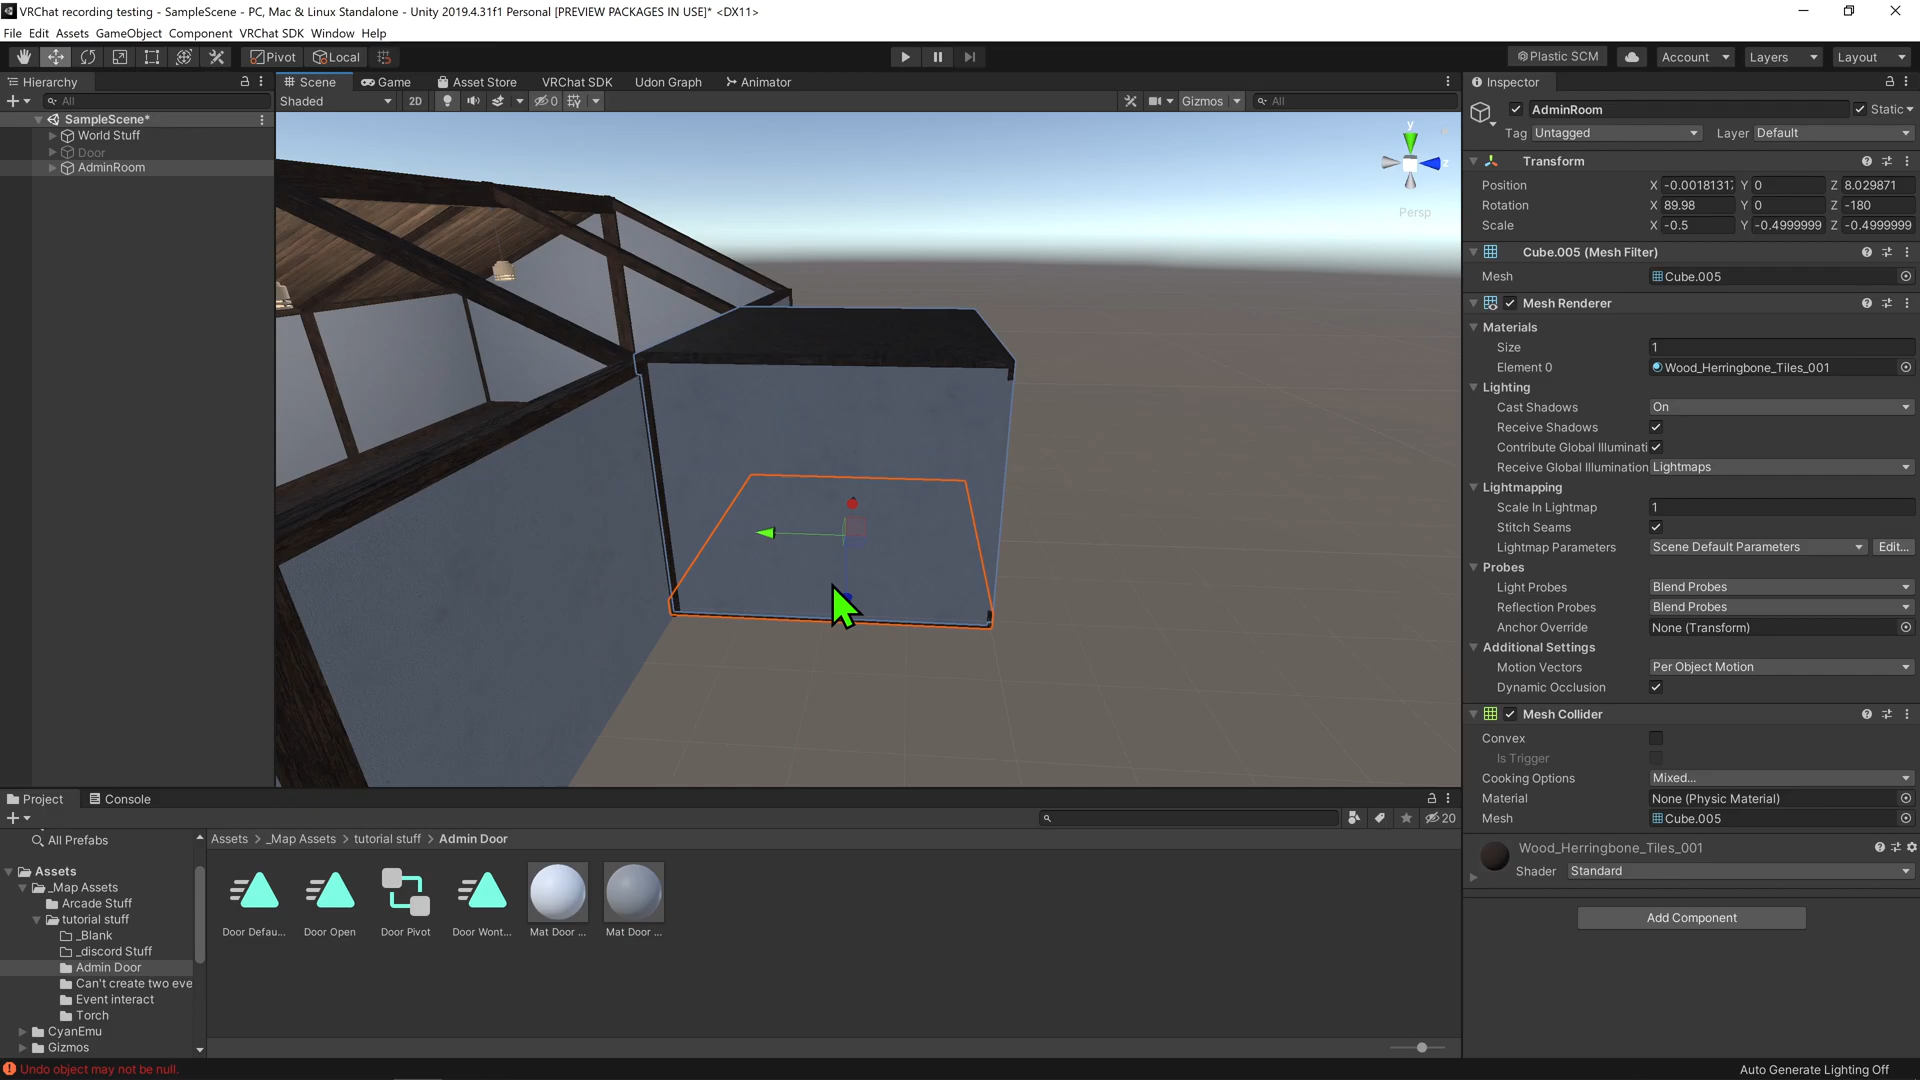 VRChat recording testing - SampleScene - PC, Mac & Linux Standalone - Unity 2019.4.31f1 Personal [PREVIEW PACKAGES IN USE]* <DX11>
File Edit Assets GameObject Component VRChat SDK Window Help
Pivot Local Plastic SCM Account Layers Layout
Hierarchy Scene Game Asset Store VRChat SDK Udon Graph Animator Inspector
All Shaded 2D 0 Gizmos All
SampleScene*
World Stuff
Door
AdminRoom
y
z
Persp
AdminRoom Static
Tag Untagged Layer Default
Transform
Position X -0.0018131 Y 0 Z 8.029871
Rotation X 89.98 Y 0 Z -180
Scale X -0.5 Y -0.4999999 Z -0.4999999
Cube.005 (Mesh Filter)
Mesh Cube.005
Mesh Renderer
Materials
Size 1
Element 0 Wood_Herringbone_Tiles_001
Lighting
Cast Shadows On
Receive Shadows
Contribute Global Illuminati
Receive Global Illumination Lightmaps
Lightmapping
Scale In Lightmap 1
Stitch Seams
Lightmap Parameters Scene Default Parameters Edit...
Probes
Light Probes Blend Probes
Reflection Probes Blend Probes
Anchor Override None (Transform)
Additional Settings
Motion Vectors Per Object Motion
Dynamic Occlusion
Mesh Collider
Convex
Is Trigger
Cooking Options Mixed...
Material None (Physic Material)
Mesh Cube.005
Wood_Herringbone_Tiles_001
Shader Standard
Add Component
Project Console
20
All Prefabs
Assets
_Map Assets
Arcade Stuff
tutorial stuff
_Blank
_discord Stuff
Admin Door
Can't create two eve
Event interact
Torch
CyanEmu
Gizmos
Assets > _Map Assets > tutorial stuff > Admin Door
Door Defau... Door Open Door Pivot Door Wont... Mat Door ... Mat Door ...
Undo object may not be null.
Auto Generate Lighting Off